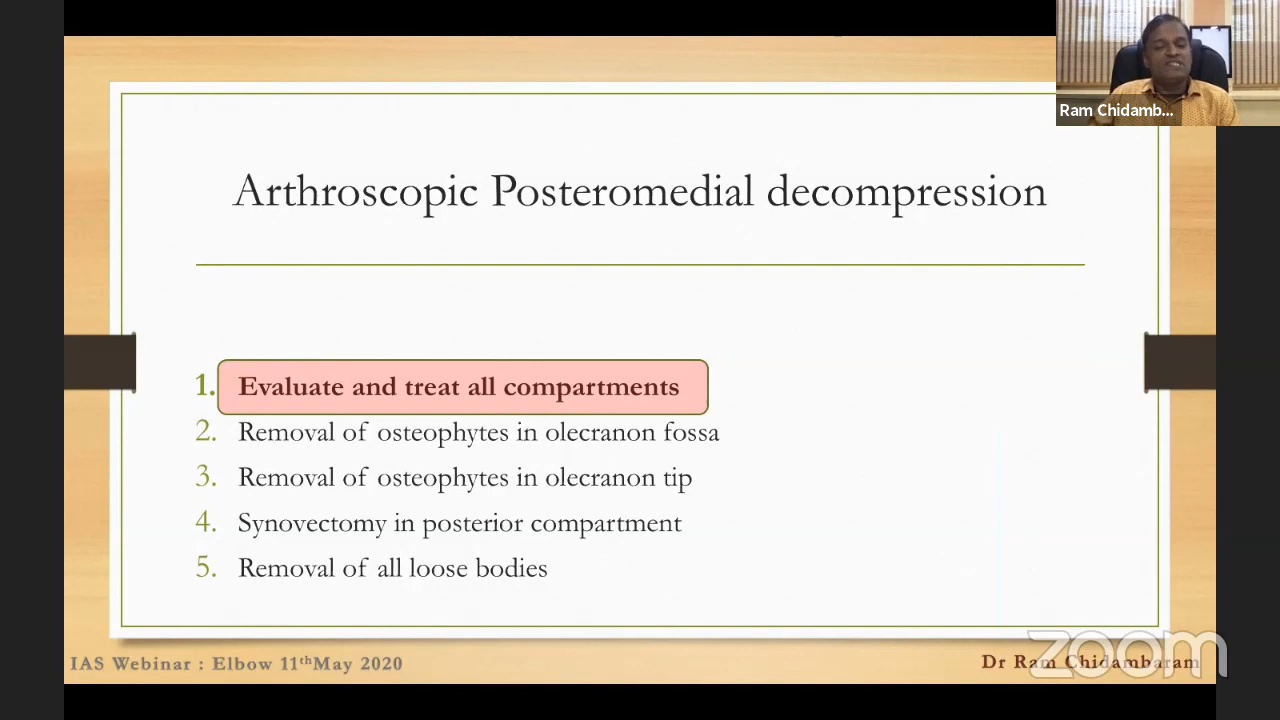 Ram Chidamb...
Arthroscopic Posteromedial decompression
1. Evaluate and treat all compartments
2. Removal of osteophytes in olecranon fossa
3. Removal of osteophytes in olecranon tip
4. Synovectomy in posterior compartment
5. Removal of all loose bodies
IAS Webinar : Elbow 11thMay 2020
Dr Ram Chidambaram
zoom